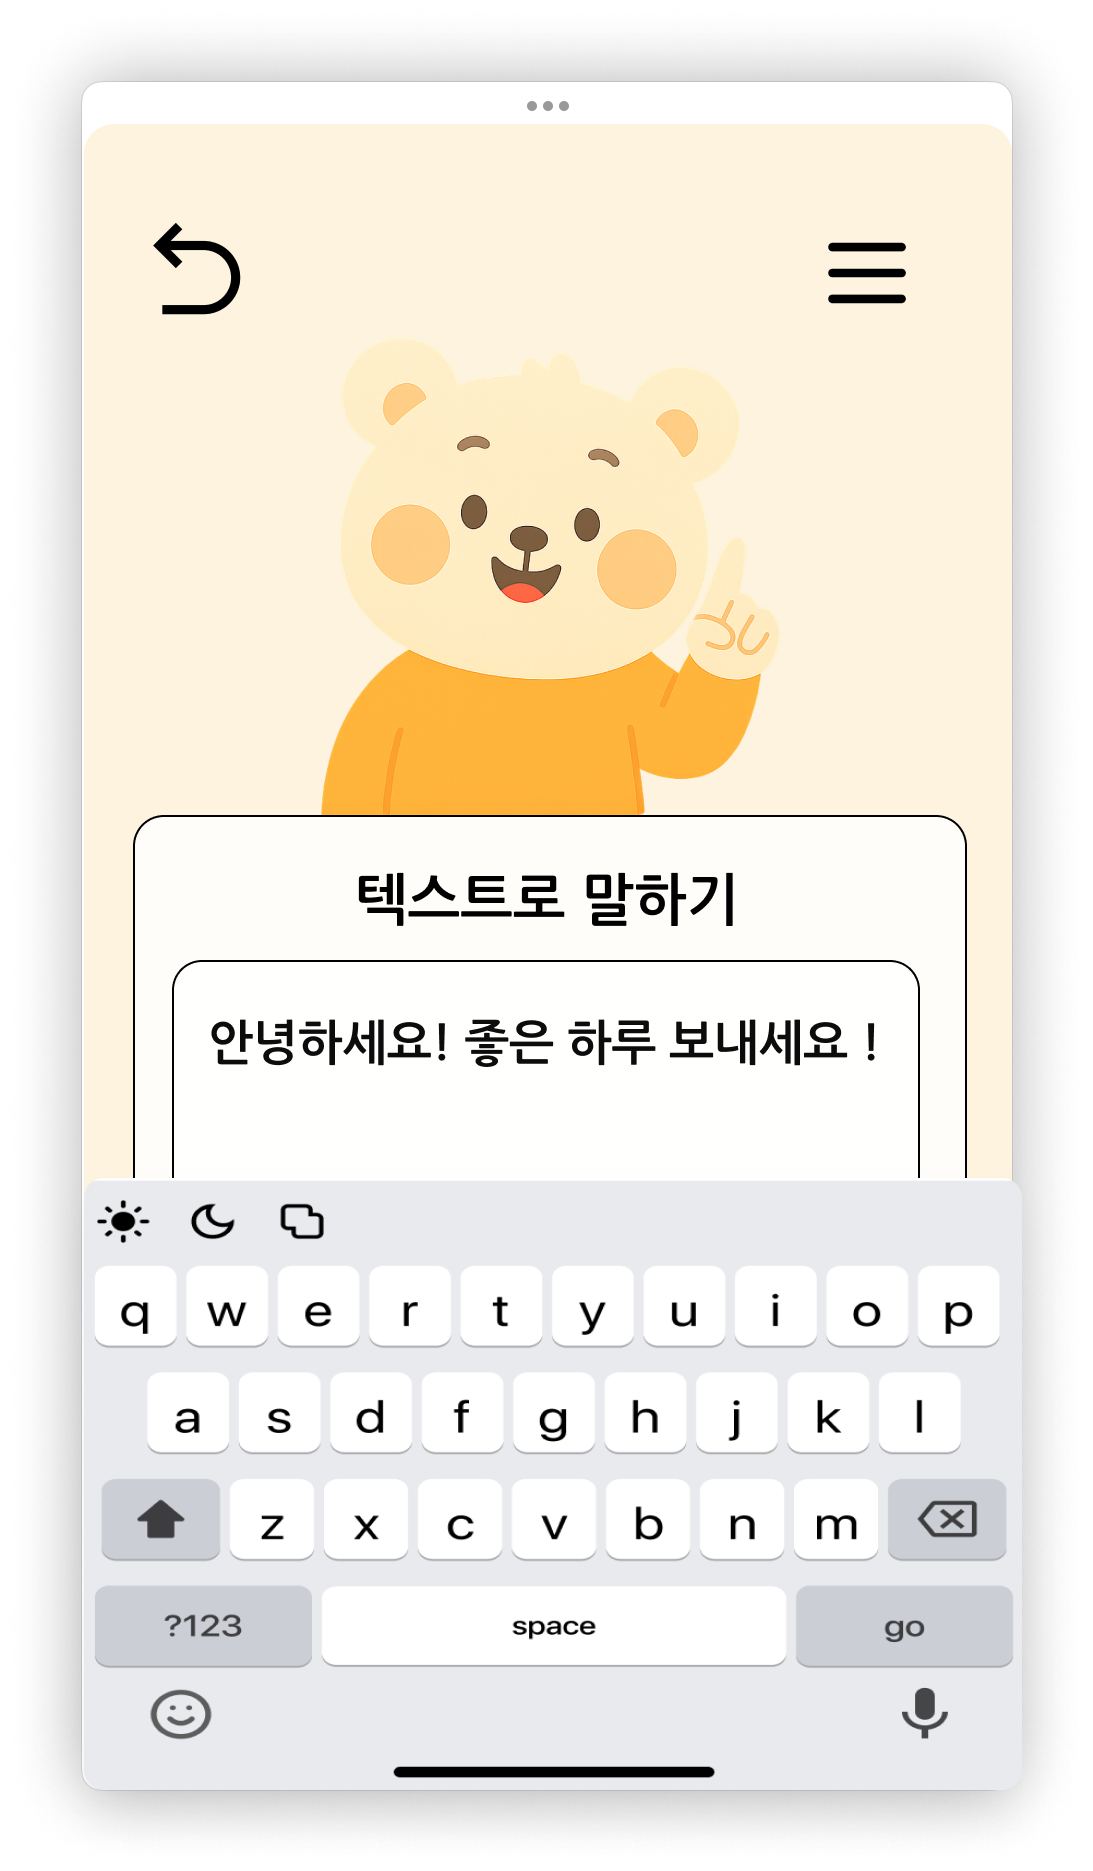 텍스트로 말하기
안녕하세요! 좋은 하루 보내세요 !
q w e r t y u i o p
a s d f g h j k l
z x c v b n m
?123 space go